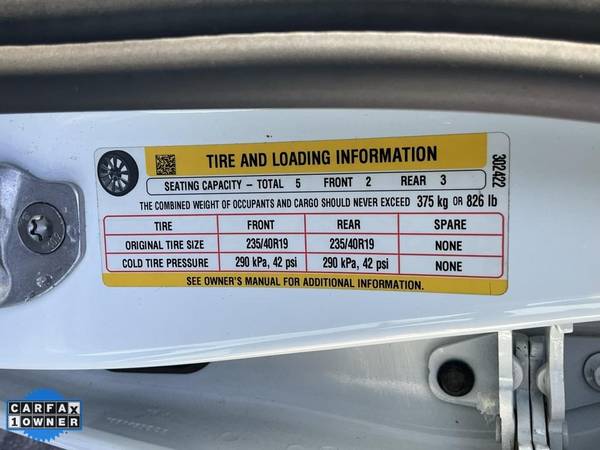 TIRE AND LOADING INFORMATION
302422
SEATING CAPACITY – TOTAL 5 FRONT 2 REAR 3
THE COMBINED WEIGHT OF OCCUPANTS AND CARGO SHOULD NEVER EXCEED 375 kg OR 826 lb
TIRE FRONT REAR SPARE
ORIGINAL TIRE SIZE 235/40R19 235/40R19 NONE
COLD TIRE PRESSURE 290 kPa, 42 psi 290 kPa, 42 psi NONE
SEE OWNER'S MANUAL FOR ADDITIONAL INFORMATION.
CARFAX
1 OWNER